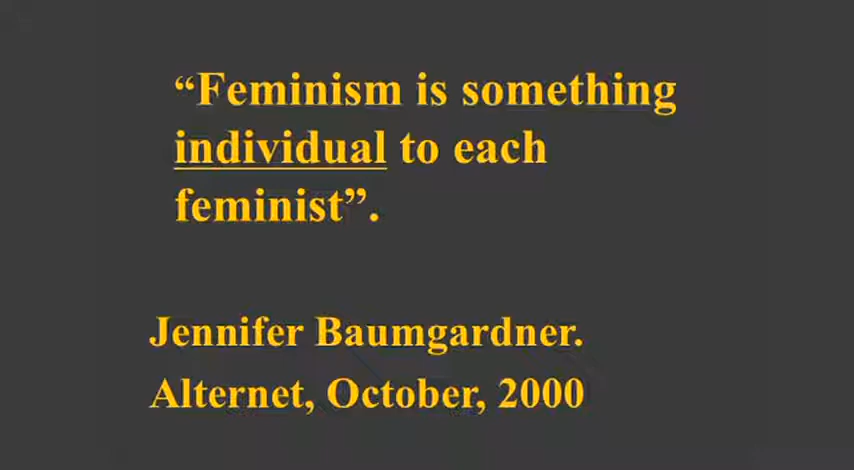 “Feminism is something
individual to each
feminist”.
Jennifer Baumgardner.
Alternet, October, 2000